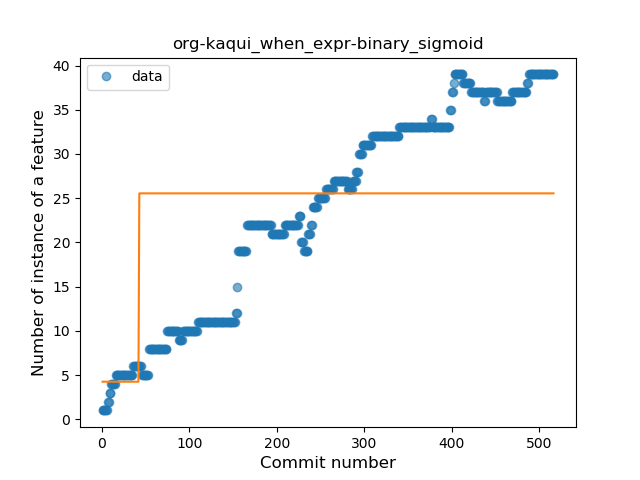 org-kaqui_when_expr-binary_sigmoid
data
Number of instance of a feature
40
35
30
25
20
15
10
5
0
0 100 200 300 400 500
Commit number